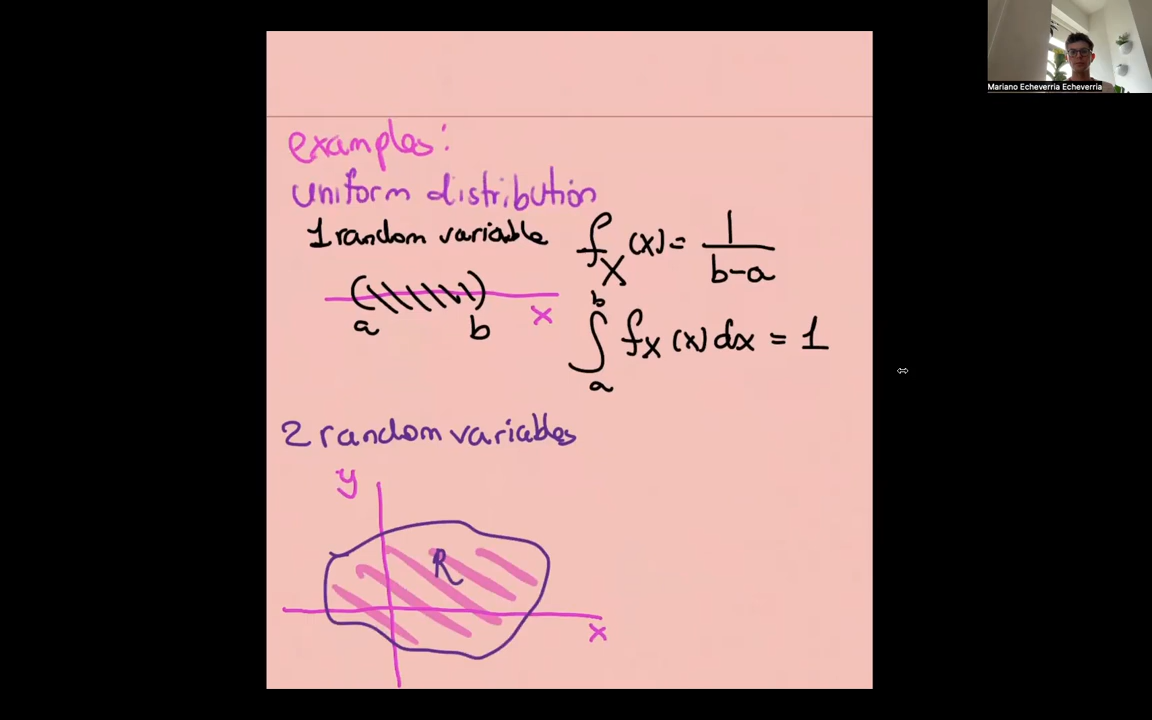 Mariano Echeverria Echeverria
examples:
uniform distribution
1 random variable
f_X (x) = 1/(b-a)
( )
a b x
∫_a^b f_X (x) dx = 1
2 random variables
y
R
x